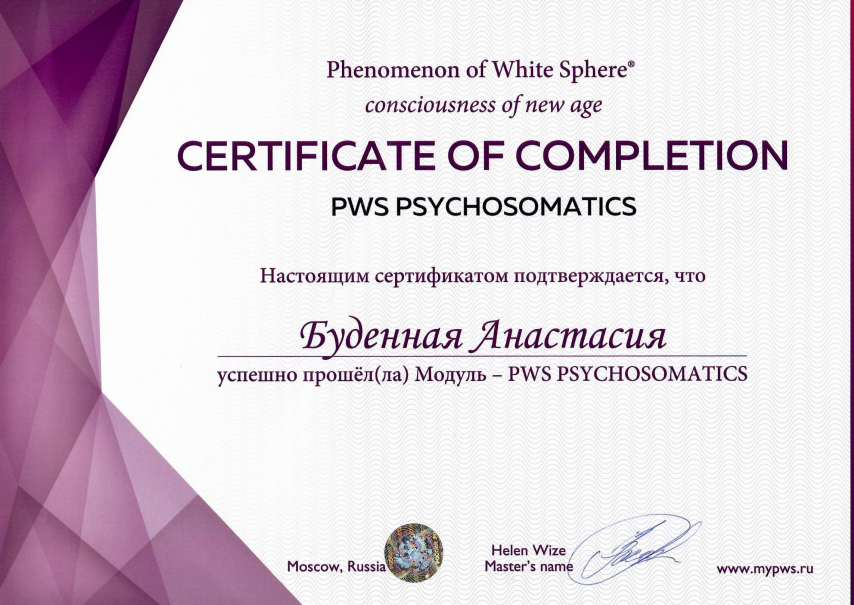 Phenomenon of White Sphere®
consciousness of new age
CERTIFICATE OF COMPLETION
PWS PSYCHOSOMATICS
Настоящим сертификатом подтверждается, что
Буденная Анастасия
успешно прошёл(ла) Модуль – PWS PSYCHOSOMATICS
Moscow, Russia
Helen Wize
Master's name
www.mypws.ru